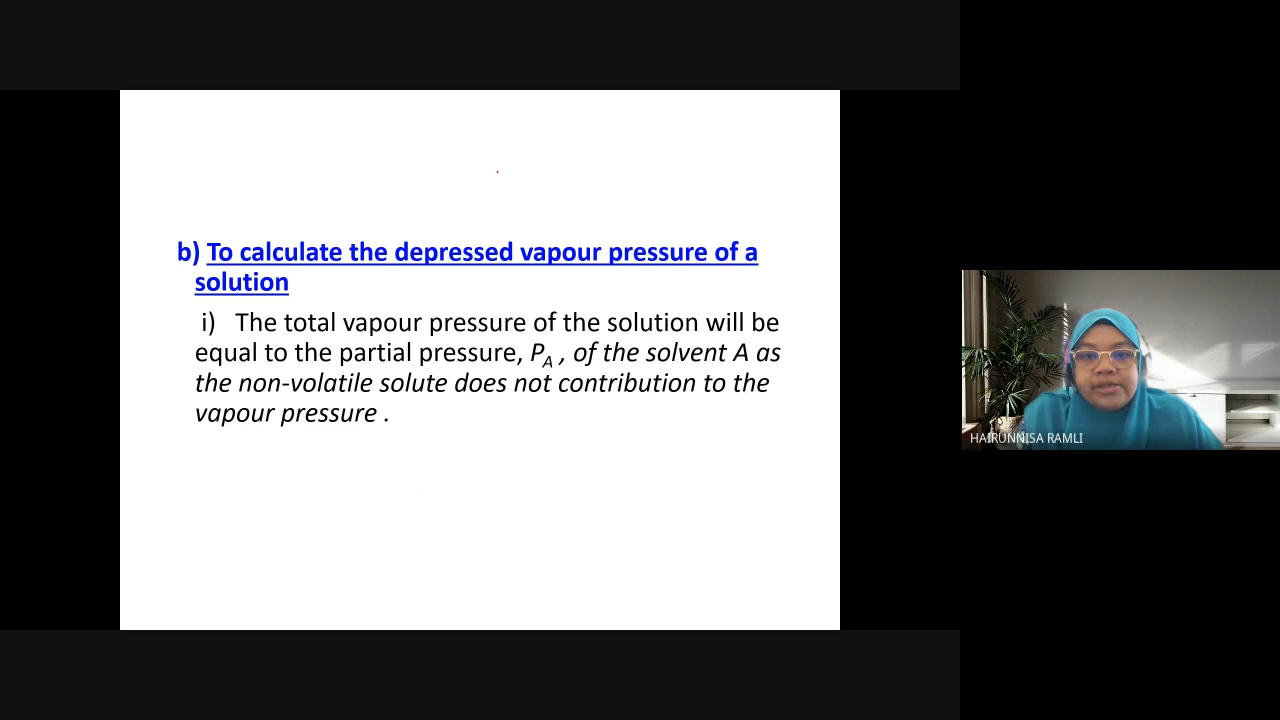 b) To calculate the depressed vapour pressure of a
solution
i) The total vapour pressure of the solution will be
equal to the partial pressure, PA , of the solvent A as
the non-volatile solute does not contribution to the
vapour pressure .
HAIRUNNISA RAMLI